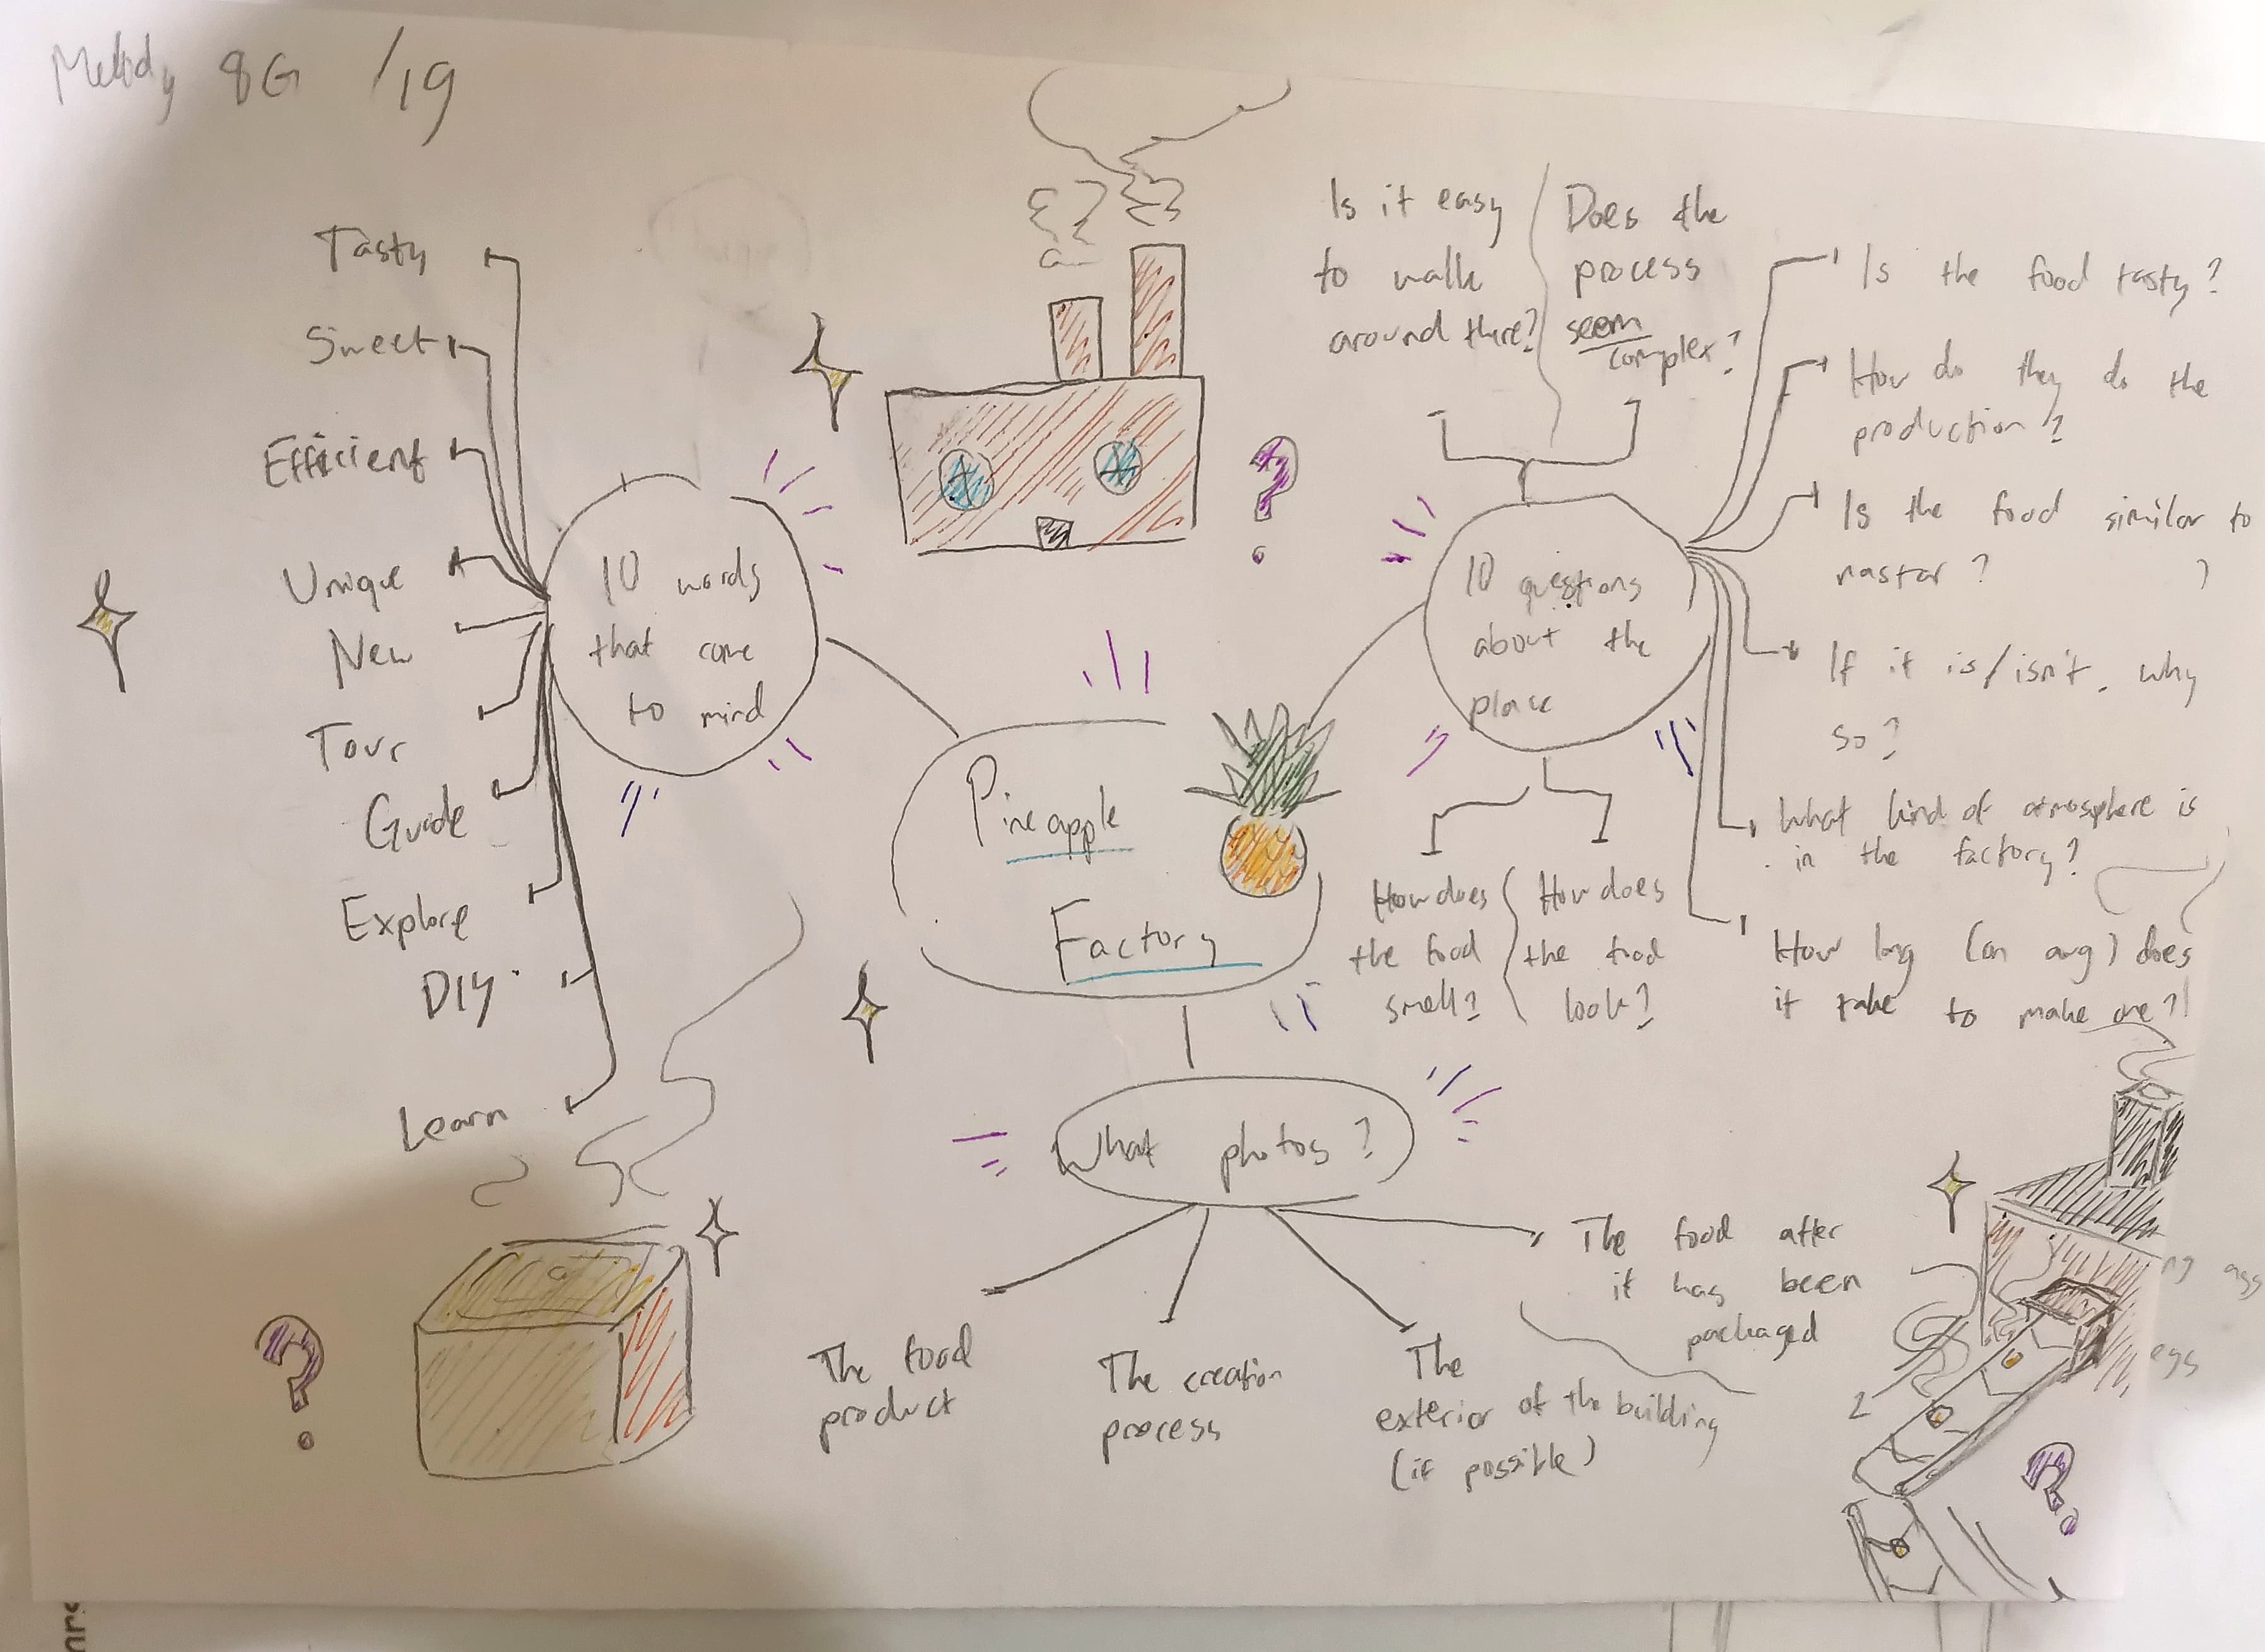 Melody 8G /19
Tasty
Sweet
Efficient
Unique
New
Tour
Guide
Explore
DIY
Learn
10 words
that come
to mind
Pineapple
Factory
10 questions
about the
place
Is it easy
to walk
around there?
Does the
process
seem
complex?
Is the food tasty?
How do they do the
production?
Is the food similar to
nastar?
If it is/isn't, why
so?
What kind of atmosphere is
in the factory?
How long (on avg) does
it take to make one?
How does
the food
smell?
How does
the food
look?
What photos?
The food
product
The creation
process
The
exterior of the building
(if possible)
The food after
it has been
packaged